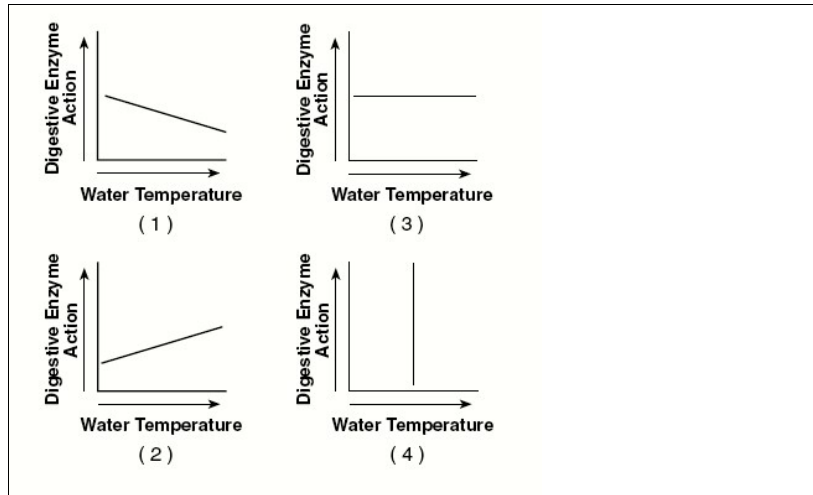 Digestive Enzyme
Action
Water Temperature
( 1 )
Digestive Enzyme
Action
Water Temperature
( 3 )
Digestive Enzyme
Action
Water Temperature
( 2 )
Digestive Enzyme
Action
Water Temperature
( 4 )